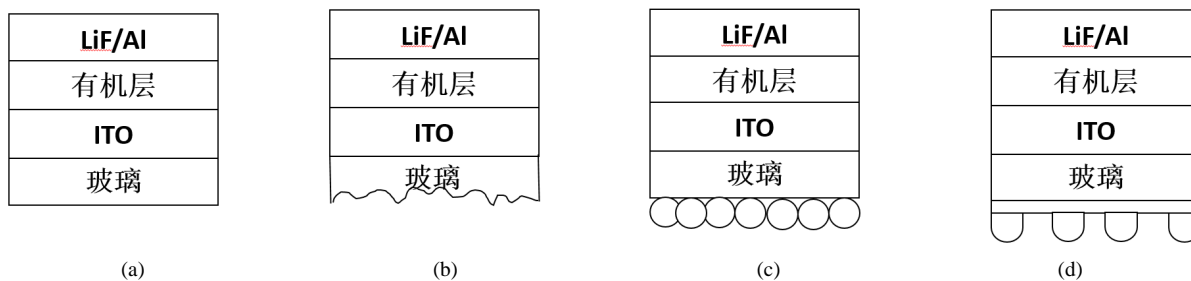 LiF/Al LiF/Al LiF/Al LiF/Al
有机层 有机层 有机层 有机层
ITO ITO ITO ITO
玻璃 玻璃 玻璃 玻璃
(a) (b) (c) (d)